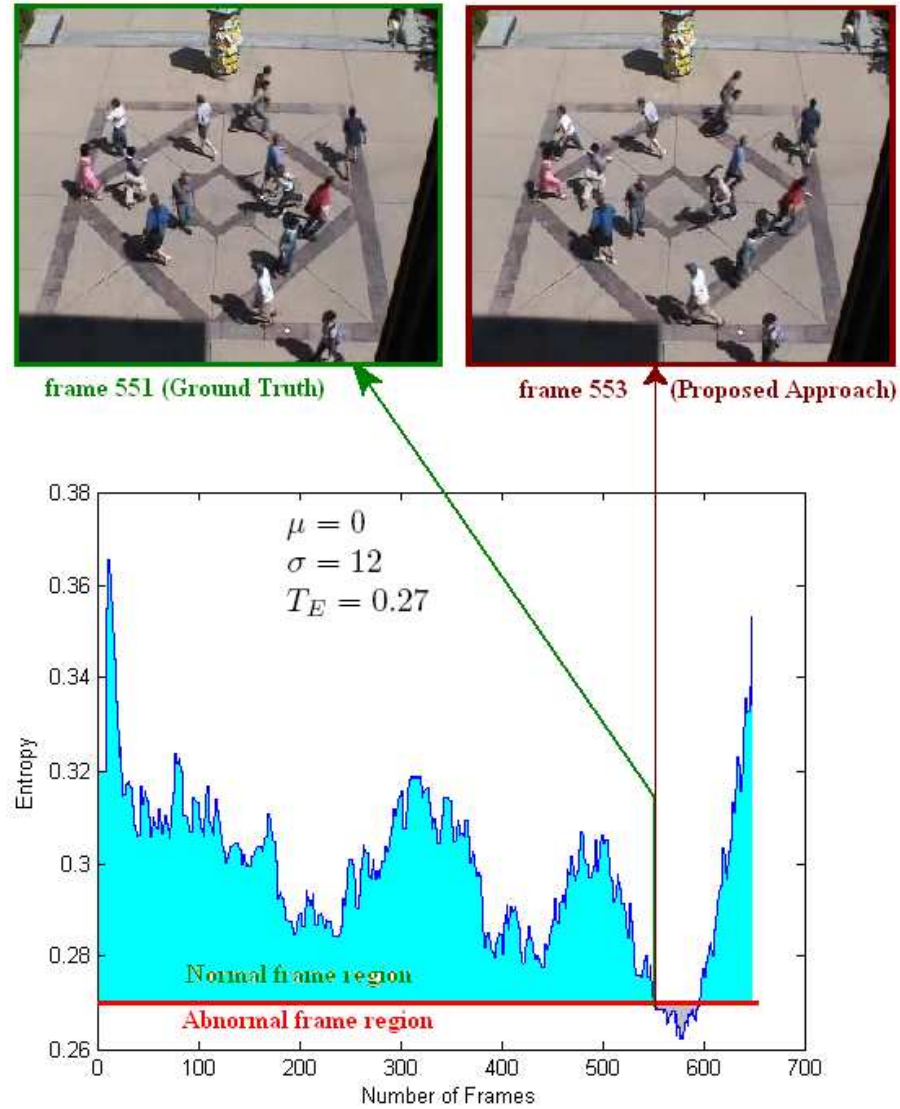 frame 551 (Ground Truth)
frame 553 (Proposed Approach)
0.38
0.36
0.34
0.32
0.3
0.28
0.26
Entropy
μ = 0
σ = 12
T_E = 0.27
Normal frame region
Abnormal frame region
0 100 200 300 400 500 600 700
Number of Frames